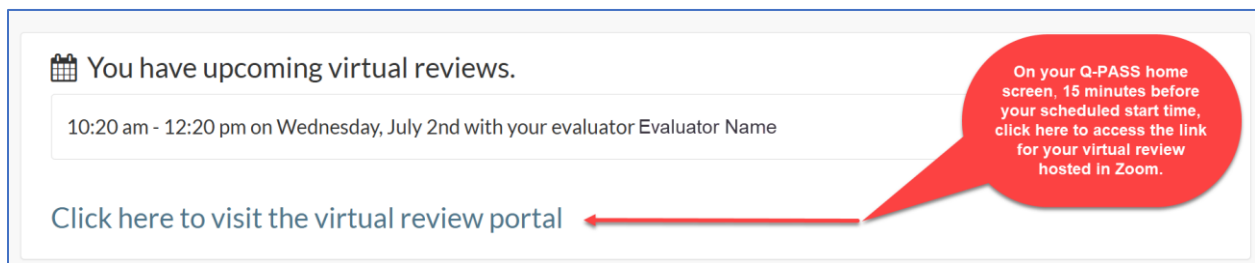 You have upcoming virtual reviews.
10:20 am - 12:20 pm on Wednesday, July 2nd with your evaluator Evaluator Name
Click here to visit the virtual review portal
On your Q-PASS home
screen, 15 minutes before
your scheduled start time,
click here to access the link
for your virtual review
hosted in Zoom.